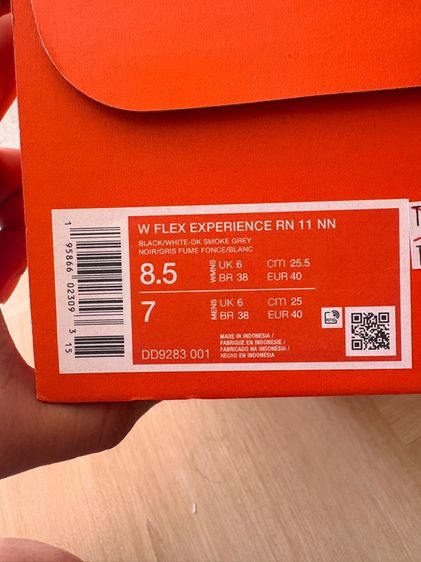 W FLEX EXPERIENCE RN 11 NN
BLACK/WHITE-DK SMOKE GREY
NOIR/GRIS FUME FONCE/BLANC
8.5 WMNS UK 6 cm 25.5
BR 38 EUR 40
7 MENS UK 6 cm 25
BR 38 EUR 40
DD9283 001
MADE IN INDONESIA /
FABRIQUE EN INDONESIE /
FABRICADO NA INDONÉSIA /
HECHO EN INDONESIA
1 95866 02309 3 15